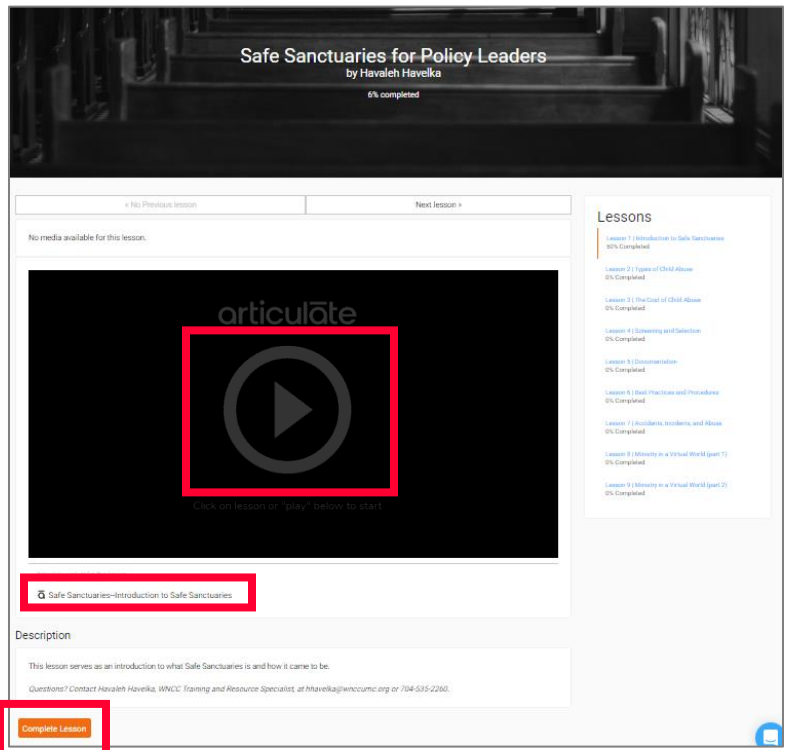 Safe Sanctuaries for Policy Leaders
by Havaleh Havelka
6% completed
« No Previous lesson
Next lesson »
No media available for this lesson.
articulāte
Click on lesson or "play" below to start
ā Safe Sanctuaries--Introduction to Safe Sanctuaries
Description
This lesson serves as an introduction to what Safe Sanctuaries is and how it came to be.
Questions? Contact Havaleh Havelka, WNCC Training and Resource Specialist, at hhavelka@wnccumc.org or 704-535-2260.
Complete Lesson
Lessons
Lesson 1 | Introduction to Safe Sanctuaries
50% Completed
Lesson 2 | Types of Child Abuse
0% Completed
Lesson 3 | The Cost of Child Abuse
0% Completed
Lesson 4 | Screening and Selection
0% Completed
Lesson 5 | Documentation
0% Completed
Lesson 6 | Best Practices and Procedures
0% Completed
Lesson 7 | Accidents, Incidents, and Abuse
0% Completed
Lesson 8 | Ministry in a Virtual World (part 1)
0% Completed
Lesson 9 | Ministry in a Virtual World (part 2)
0% Completed